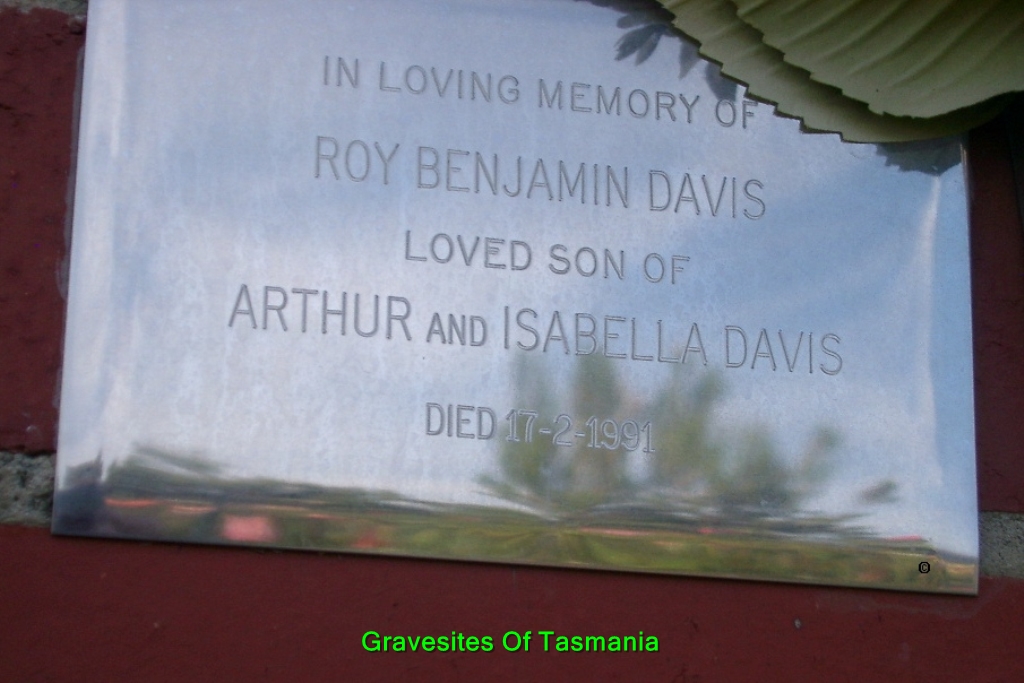 IN LOVING MEMORY OF
ROY BENJAMIN DAVIS
LOVED SON OF
ARTHUR AND ISABELLA DAVIS
DIED 17-2-1991
©
Gravesites Of Tasmania